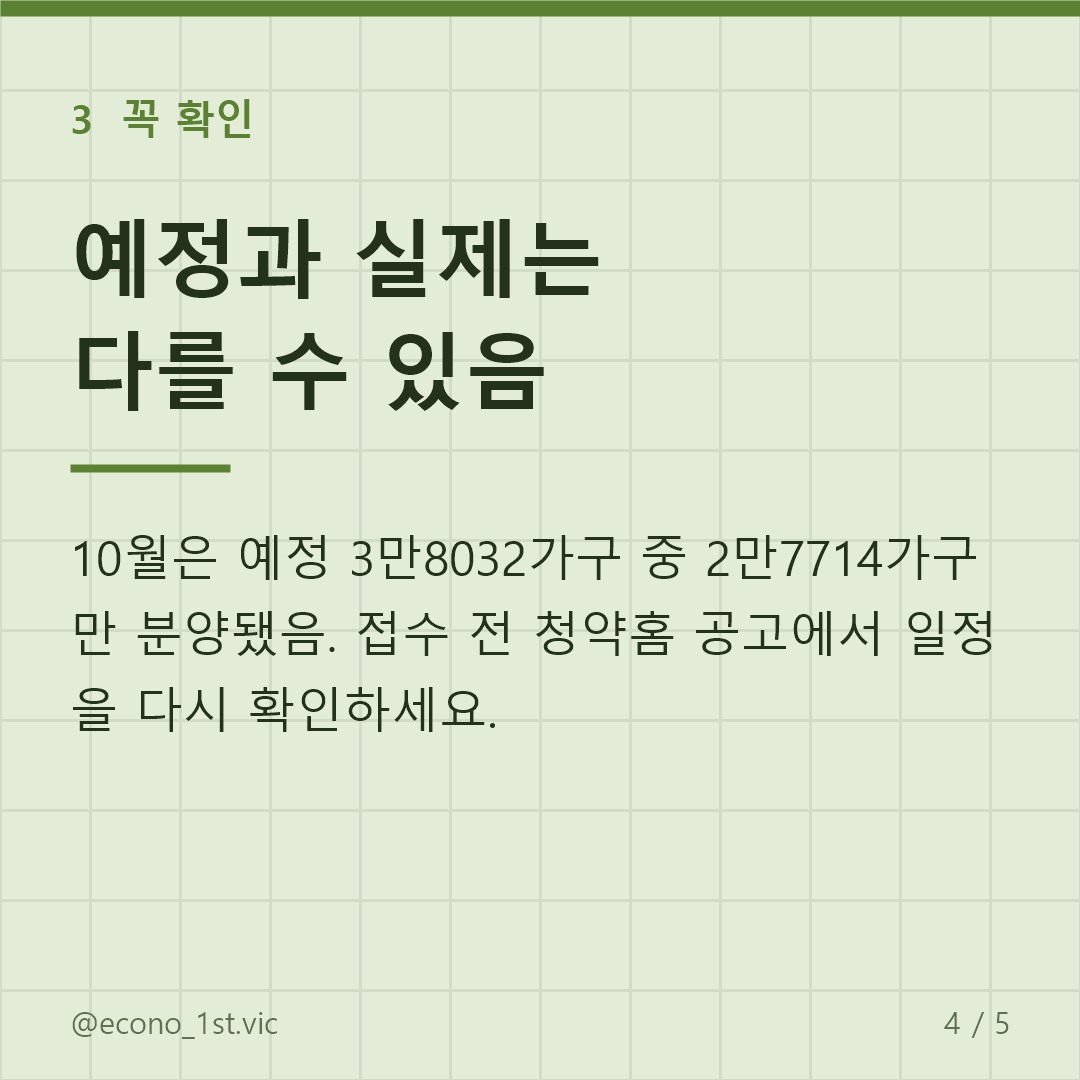 3 꼭 확인
예정과 실제는
다를 수 있음
10월은 예정 3만8032가구 중 2만7714가구
만 분양됐음. 접수 전 청약홈 공고에서 일정
을 다시 확인하세요.
@econo_1st.vic
4 / 5